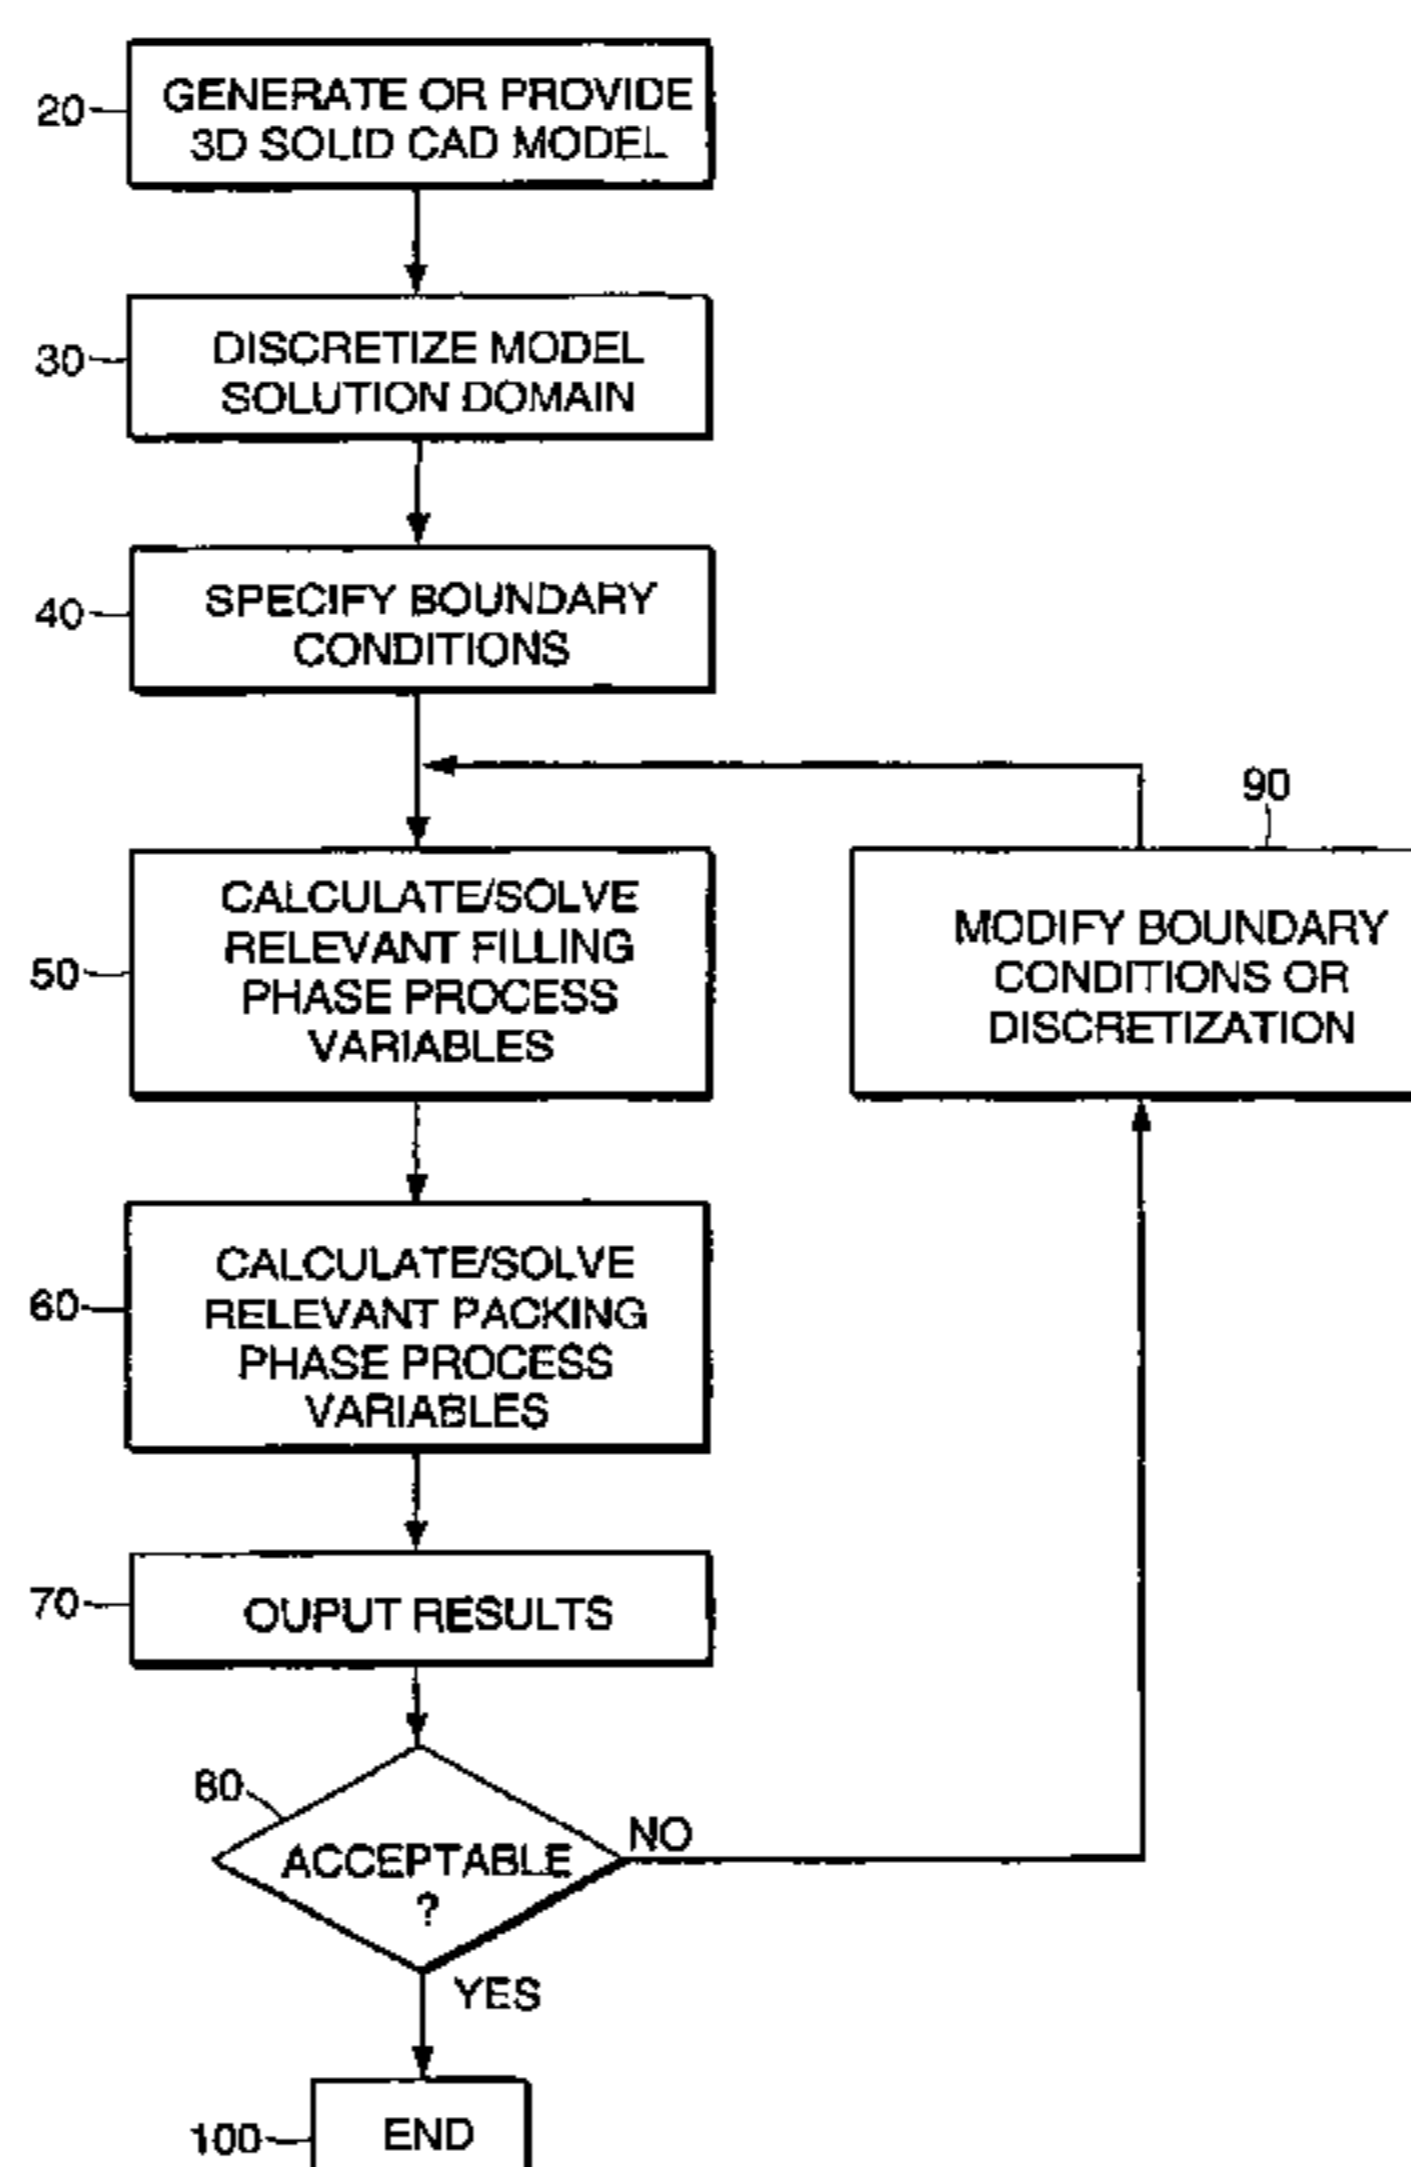 20
GENERATE OR PROVIDE
3D SOLID CAD MODEL
30
DISCRETIZE MODEL
SOLUTION DOMAIN
40
SPECIFY BOUNDARY
CONDITIONS
50
CALCULATE/SOLVE
RELEVANT FILLING
PHASE PROCESS
VARIABLES
90
MODIFY BOUNDARY
CONDITIONS OR
DISCRETIZATION
60
CALCULATE/SOLVE
RELEVANT PACKING
PHASE PROCESS
VARIABLES
70
OUPUT RESULTS
80
ACCEPTABLE
?
NO
YES
100
END